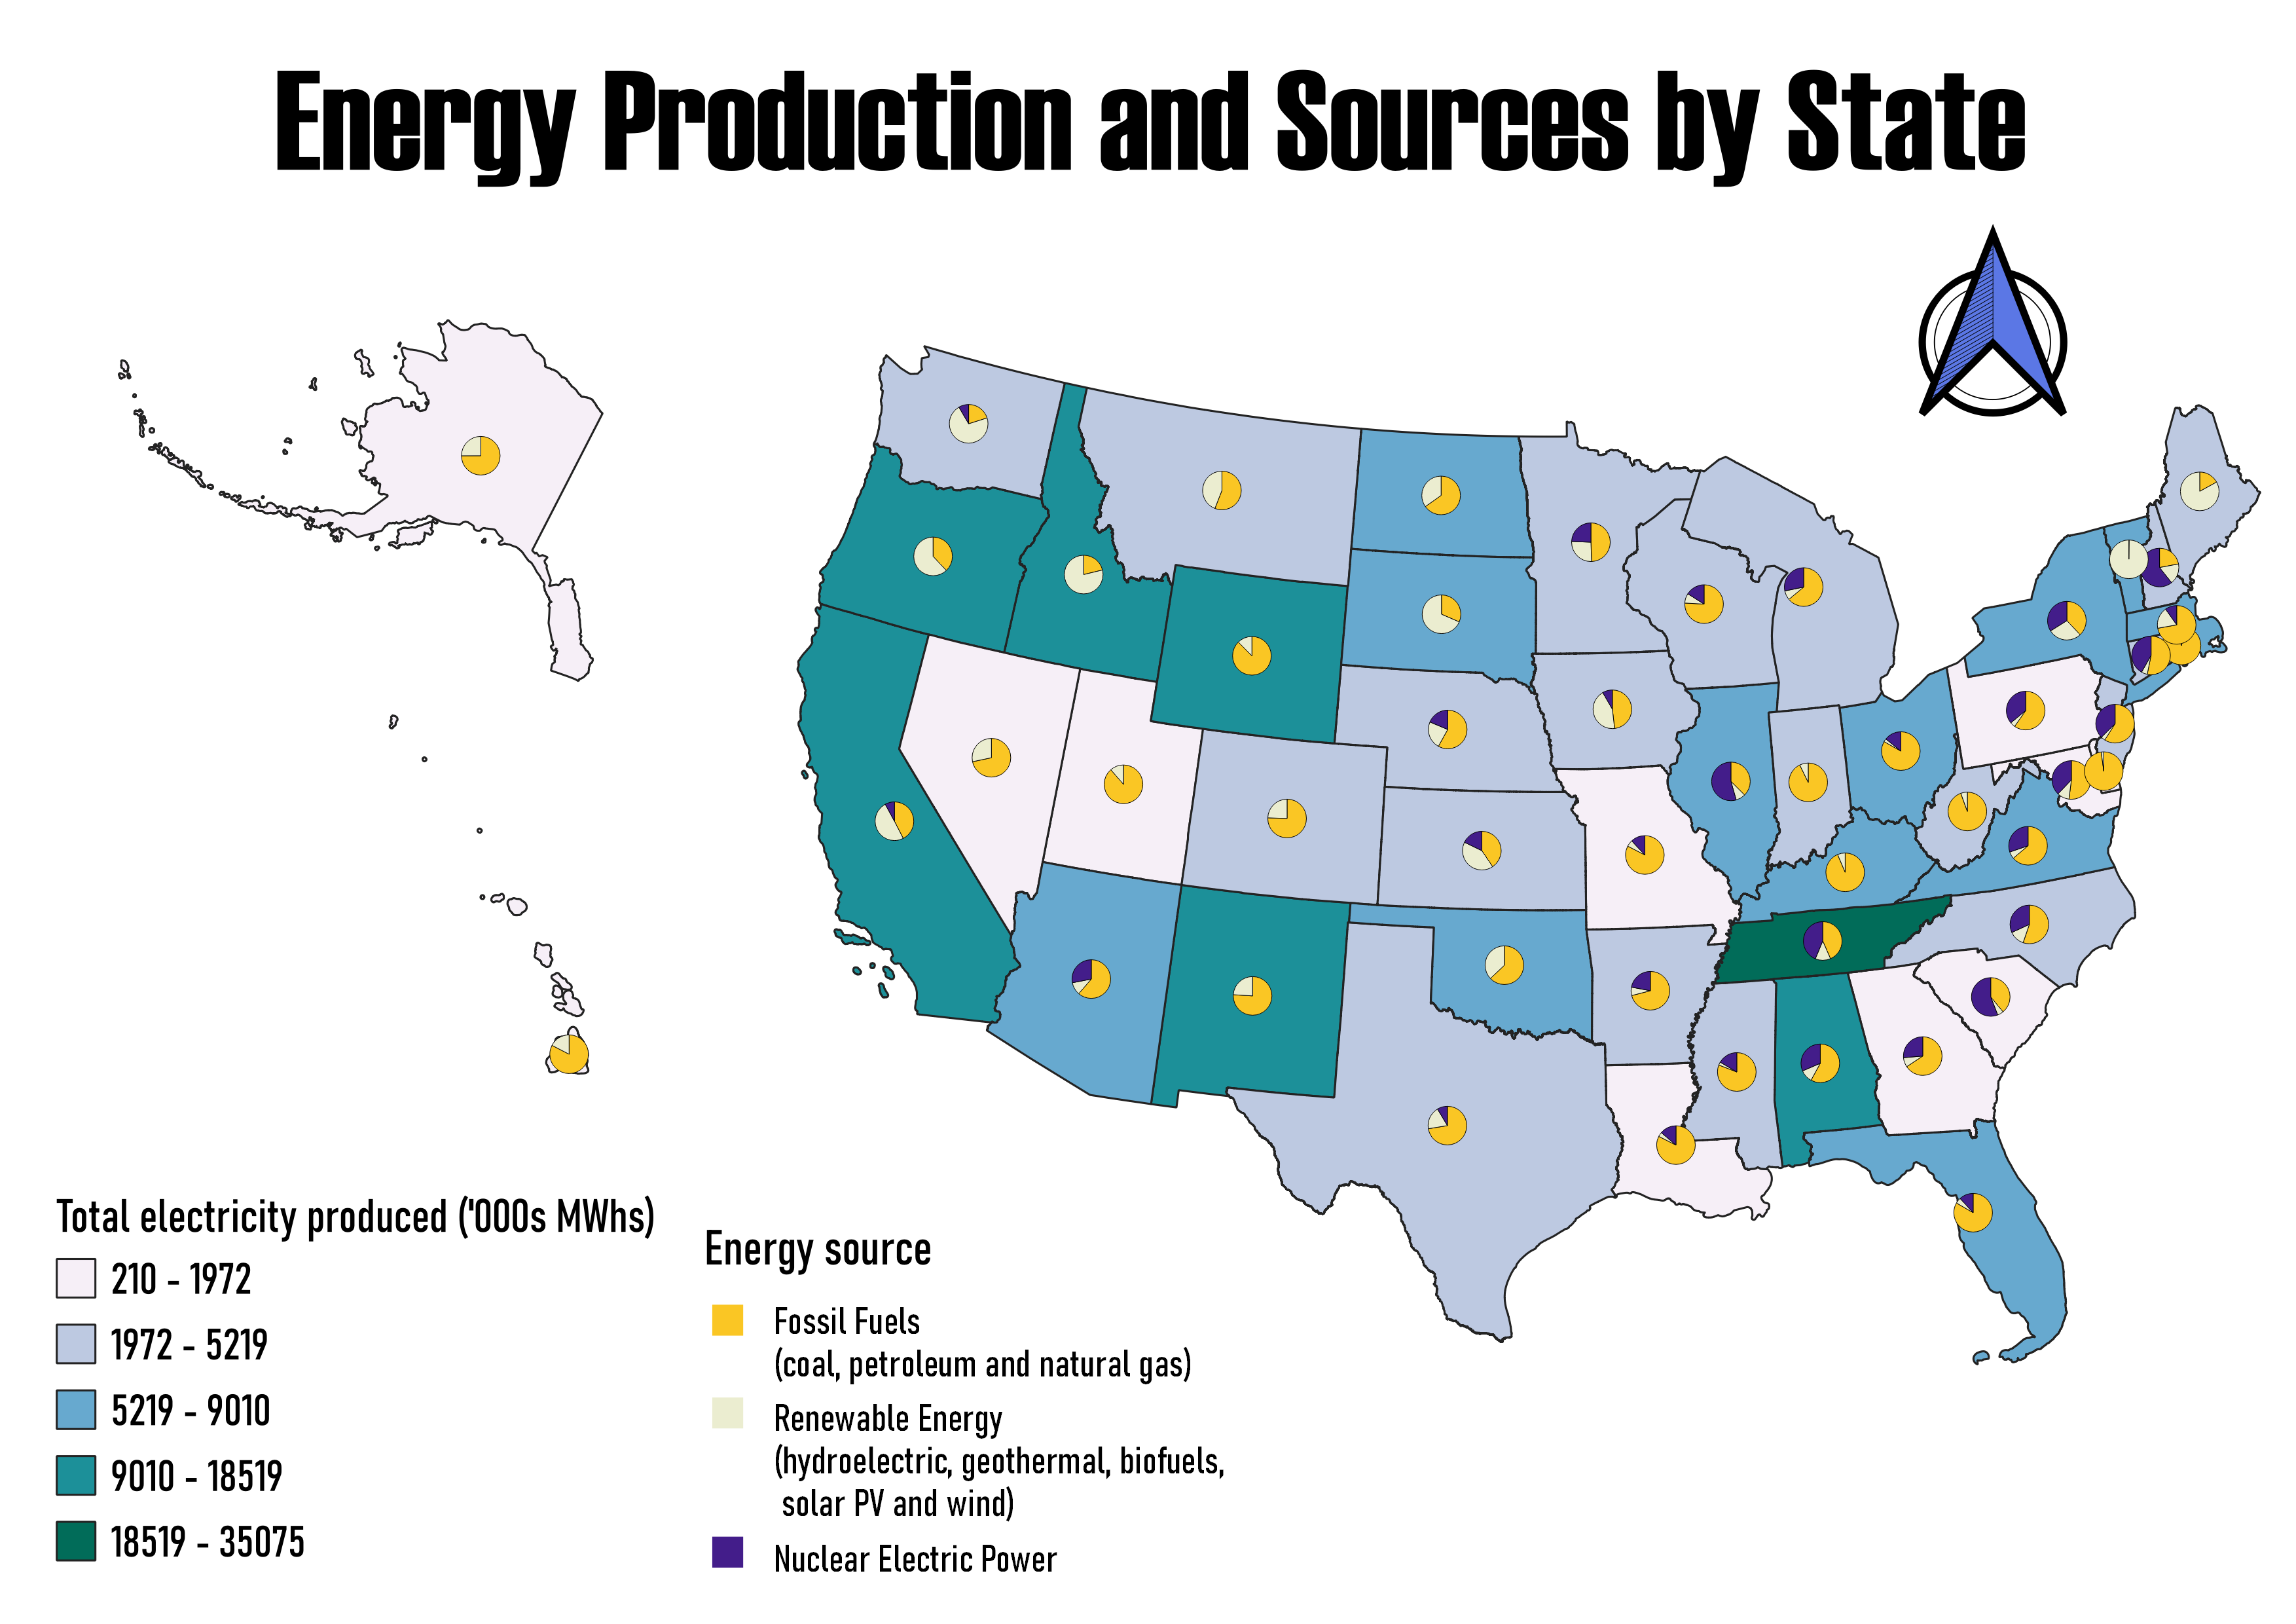 Energy Production and Sources by State
Total electricity produced ('000s MWhs)
210 - 1972
1972 - 5219
5219 - 9010
9010 - 18519
18519 - 35075
Energy source
Fossil Fuels
(coal, petroleum and natural gas)
Renewable Energy
(hydroelectric, geothermal, biofuels,
solar PV and wind)
Nuclear Electric Power